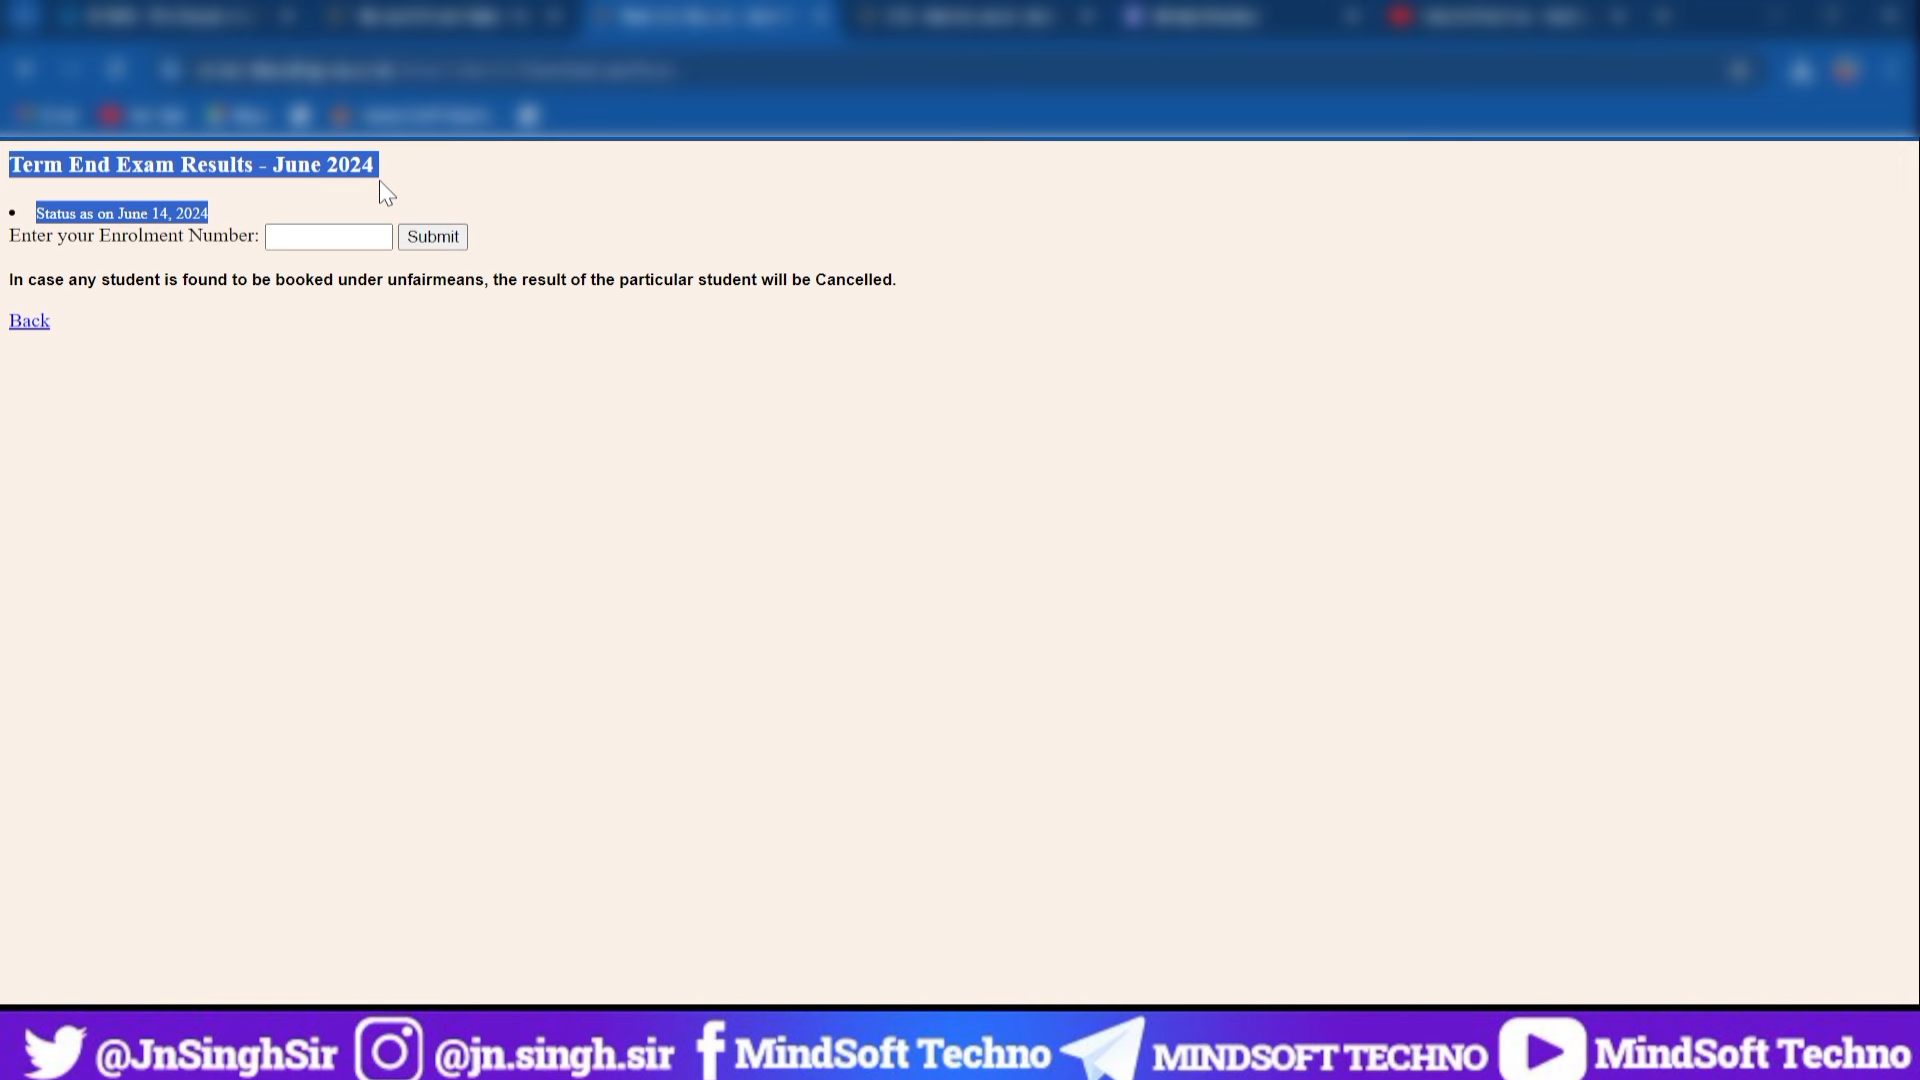 Term End Exam Results - June 2024
• Status as on June 14, 2024
Enter your Enrolment Number: Submit
In case any student is found to be booked under unfairmeans, the result of the particular student will be Cancelled.
Back
@JnSinghSir @jn.singh.sir MindSoft Techno MINDSOFT TECHNO MindSoft Techno